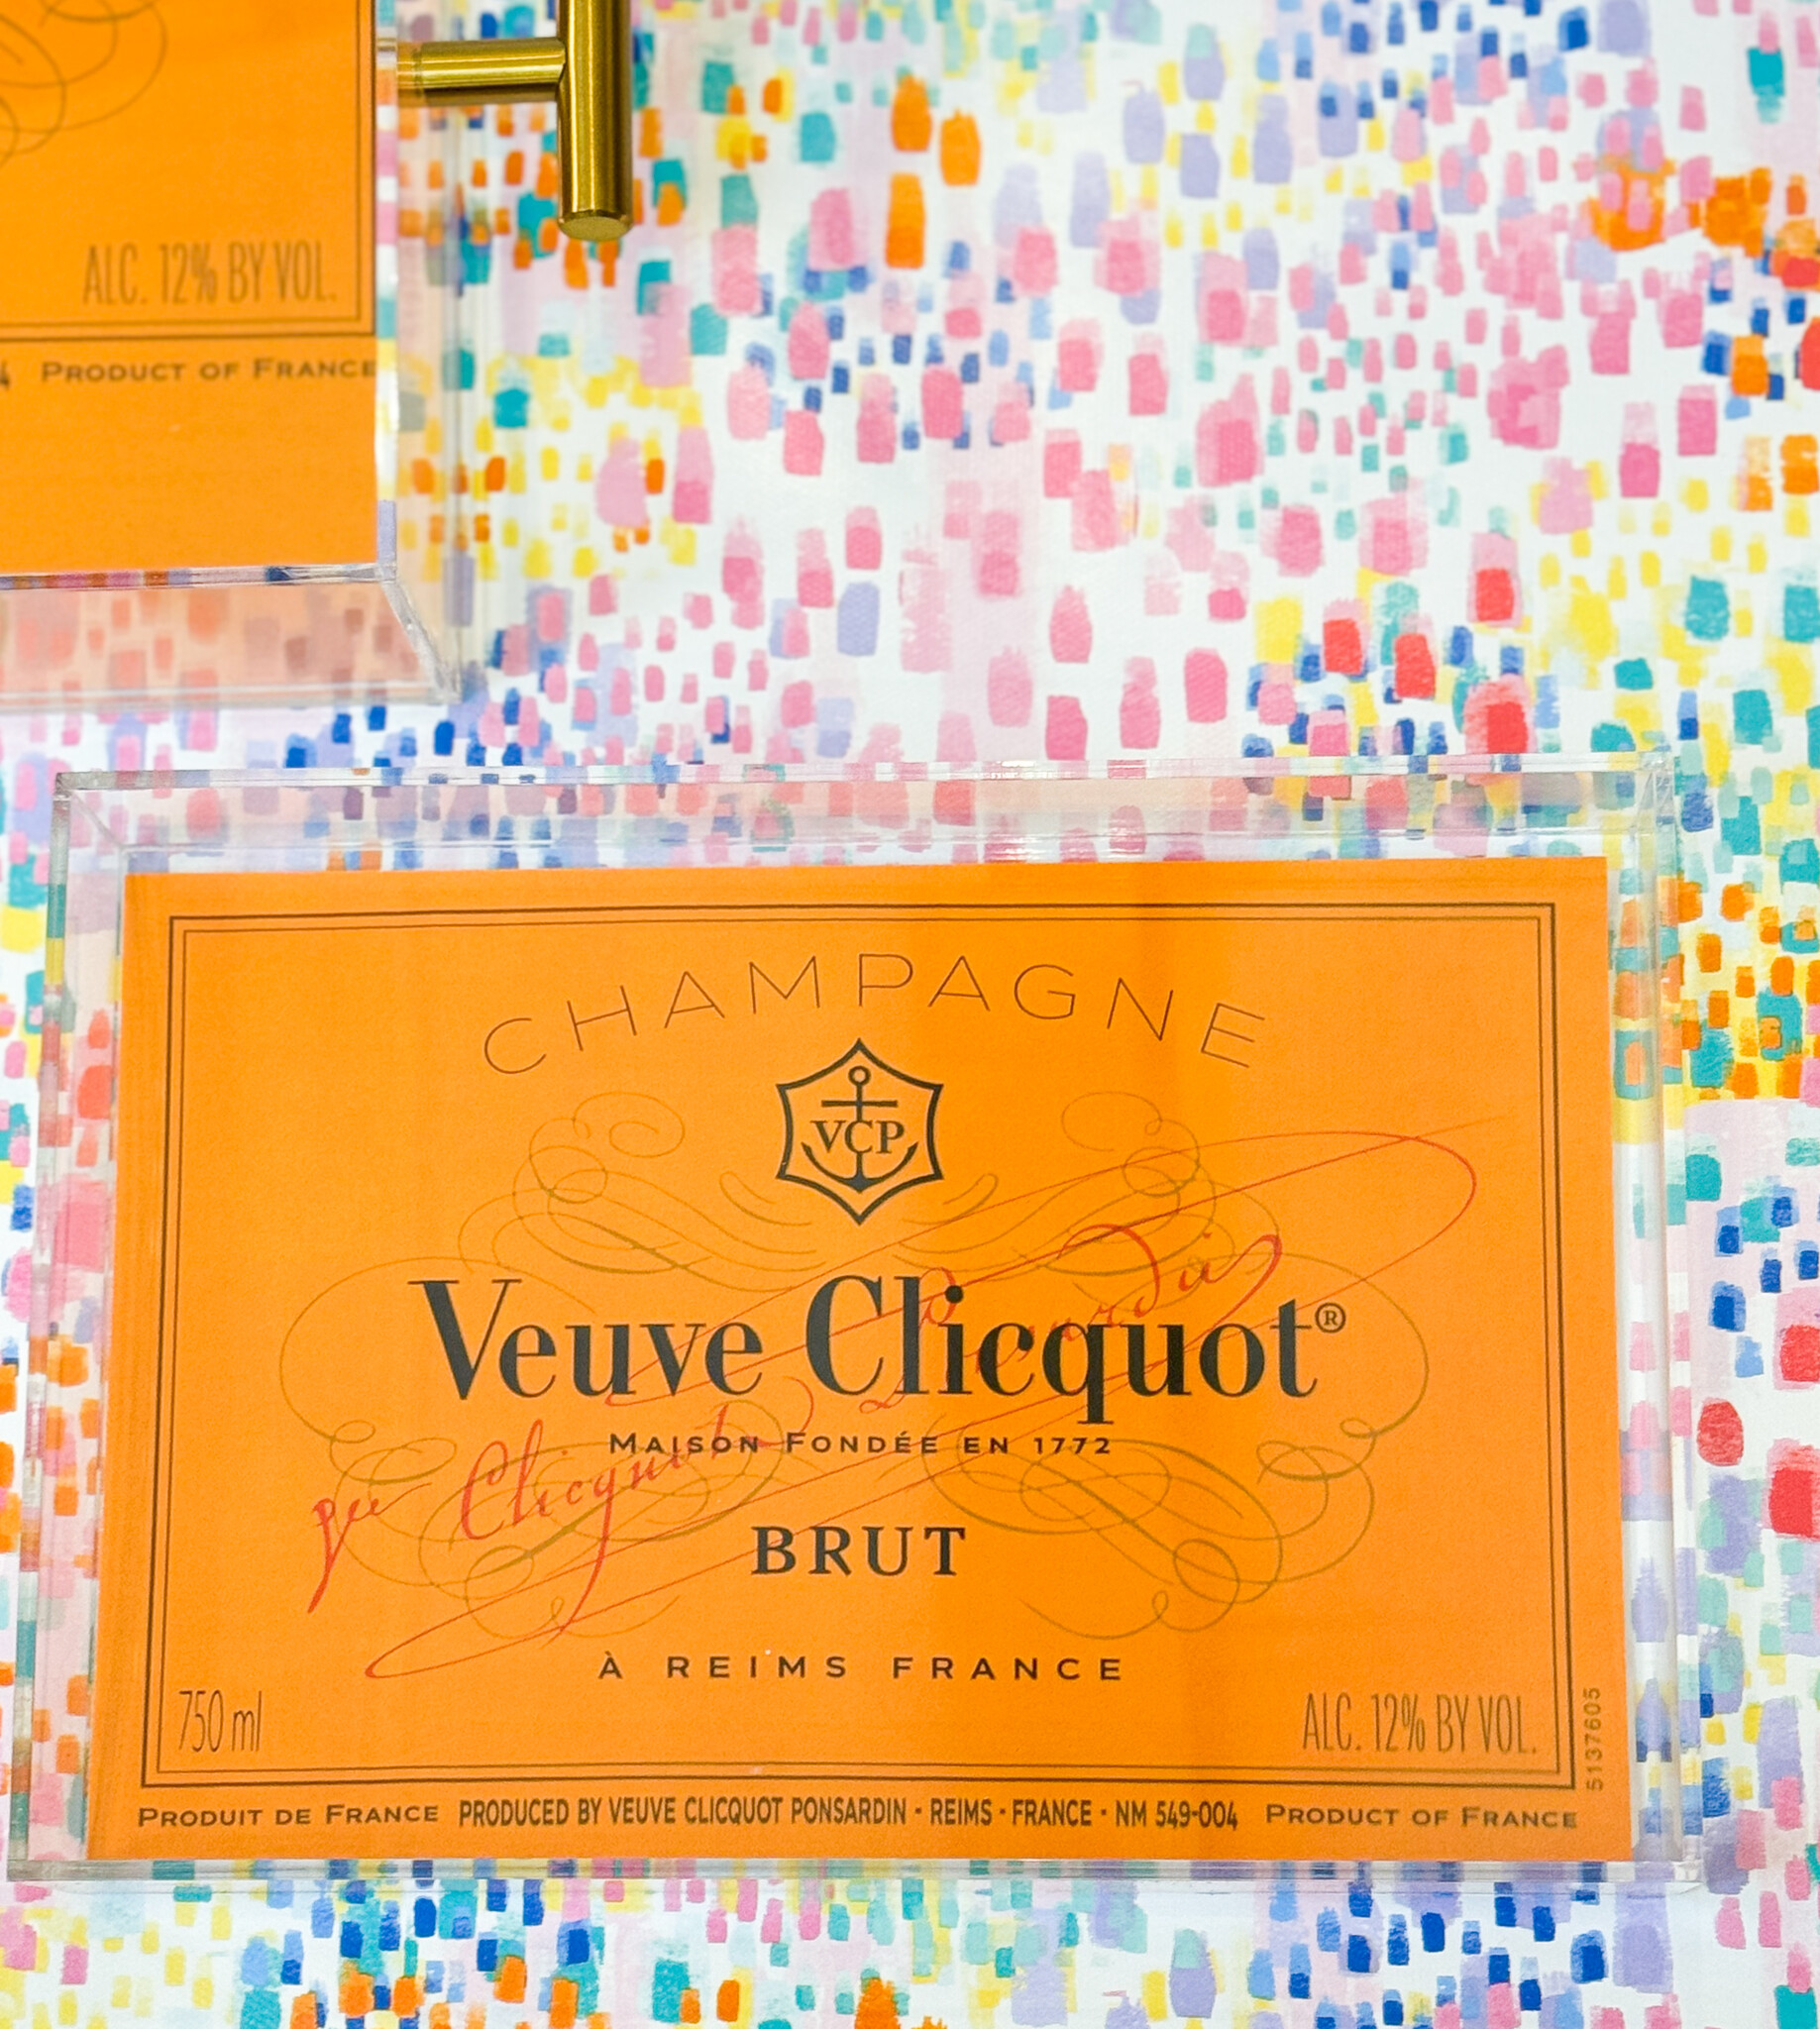 ALC. 12% BY VOL.
4 PRODUCT OF FRANCE
CHAMPAGNE
VCP
Veuve Clicquot®
MAISON FONDÉE EN 1772
BRUT
À REIMS FRANCE
750 ml
ALC. 12% BY VOL.
5137605
PRODUIT DE FRANCE PRODUCED BY VEUVE CLICQUOT PONSARDIN - REIMS - FRANCE - NM 549-004 PRODUCT OF FRANCE